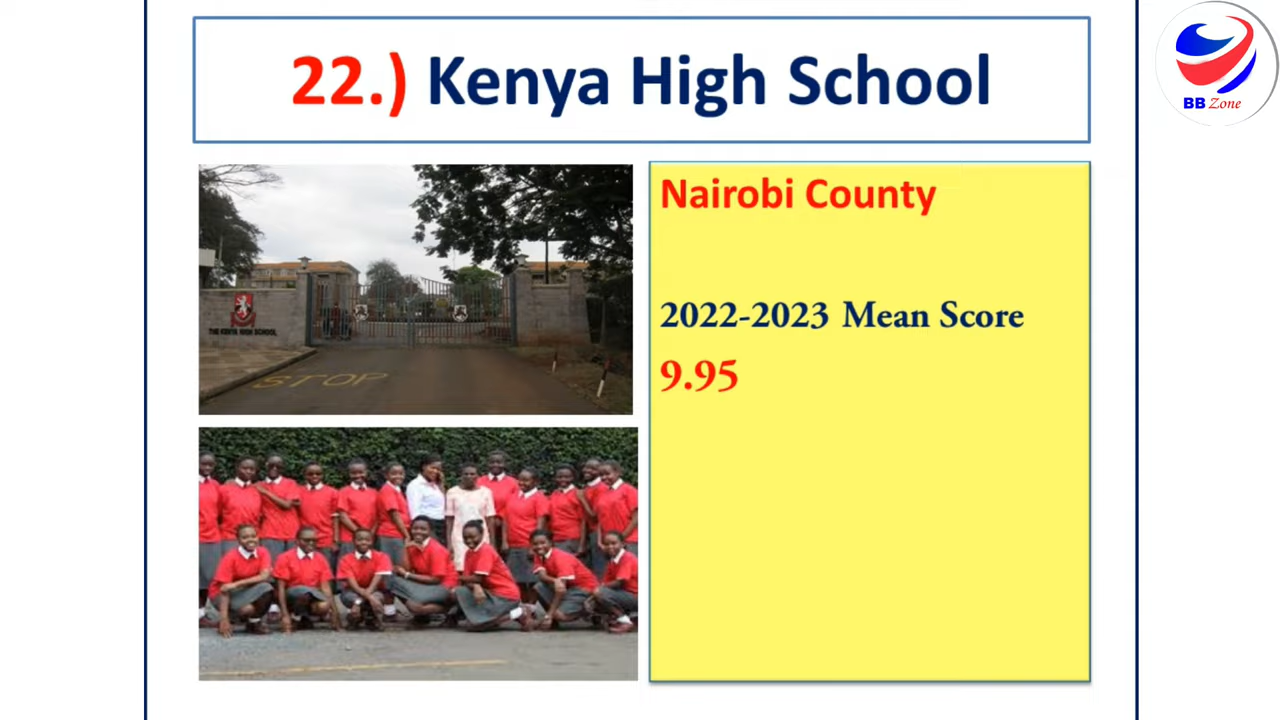 22.) Kenya High School
BB Zone
Nairobi County
2022-2023 Mean Score
9.95
THE KENYA HIGH SCHOOL
STOP